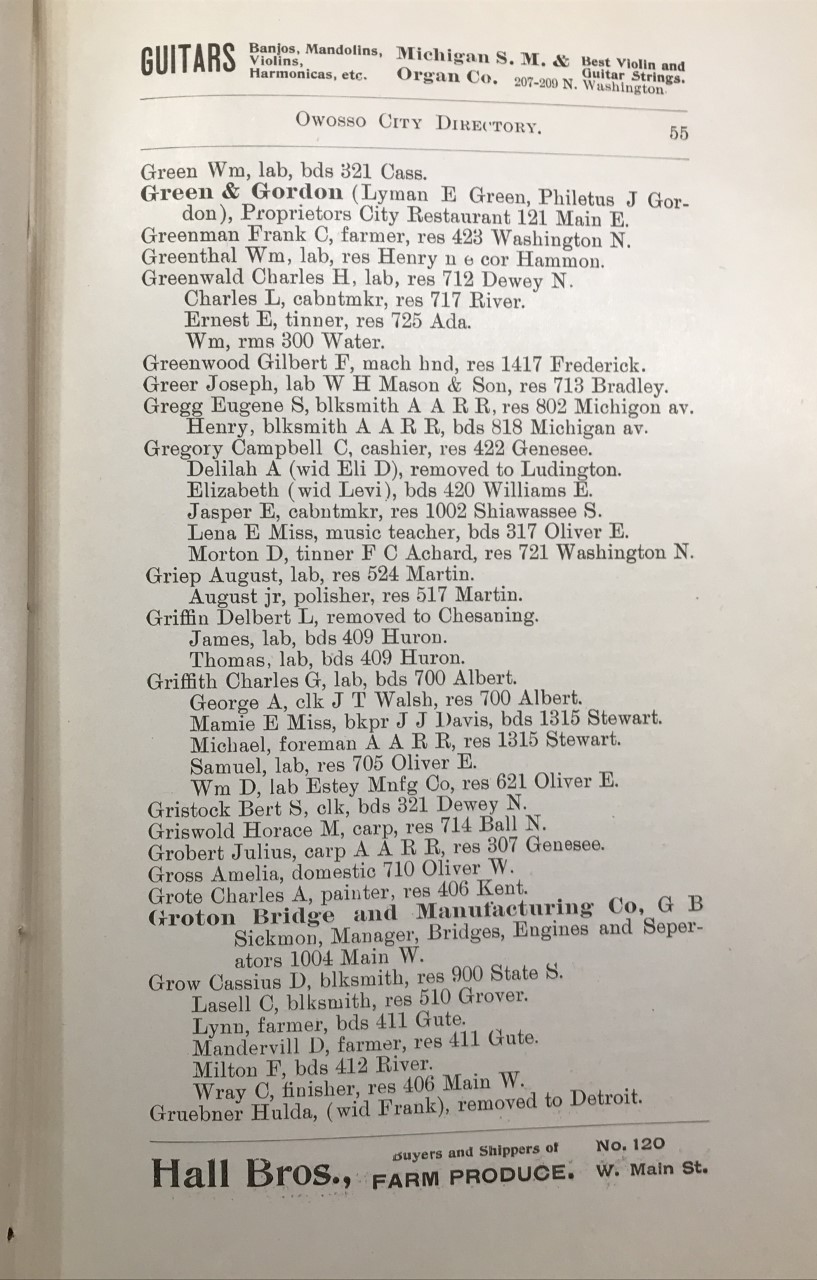 GUITARS Banjos, Mandolins, Violins, Harmonicas, etc. Michigan S. M. & Organ Co. 207-209 N. Washington Best Violin and Guitar Strings.
OWOSSO CITY DIRECTORY. 55
Green Wm, lab, bds 321 Cass.
Green & Gordon (Lyman E Green, Philetus J Gor-
don), Proprietors City Restaurant 121 Main E.
Greenman Frank C, farmer, res 423 Washington N.
Greenthal Wm, lab, res Henry n e cor Hammon.
Greenwald Charles H, lab, res 712 Dewey N.
Charles L, cabntmkr, res 717 River.
Ernest E, tinner, res 725 Ada.
Wm, rms 300 Water.
Greenwood Gilbert F, mach hnd, res 1417 Frederick.
Greer Joseph, lab W H Mason & Son, res 713 Bradley.
Gregg Eugene S, blksmith A A R R, res 802 Michigon av.
Henry, blksmith A A R R, bds 818 Michigan av.
Gregory Campbell C, cashier, res 422 Genesee.
Delilah A (wid Eli D), removed to Ludington.
Elizabeth (wid Levi), bds 420 Williams E.
Jasper E, cabntmkr, res 1002 Shiawassee S.
Lena E Miss, music teacher, bds 317 Oliver E.
Morton D, tinner F C Achard, res 721 Washington N.
Griep August, lab, res 524 Martin.
August jr, polisher, res 517 Martin.
Griffin Delbert L, removed to Chesaning.
James, lab, bds 409 Huron.
Thomas, lab, bds 409 Huron.
Griffith Charles G, lab, bds 700 Albert.
George A, clk J T Walsh, res 700 Albert.
Mamie E Miss, bkpr J J Davis, bds 1315 Stewart.
Michael, foreman A A R R, res 1315 Stewart.
Samuel, lab, res 705 Oliver E.
Wm D, lab Estey Mnfg Co, res 621 Oliver E.
Gristock Bert S, clk, bds 321 Dewey N.
Griswold Horace M, carp, res 714 Ball N.
Grobert Julius, carp A A R R, res 307 Genesee.
Gross Amelia, domestic 710 Oliver W.
Grote Charles A, painter, res 406 Kent.
Groton Bridge and Manufacturing Co, G B
Sickmon, Manager, Bridges, Engines and Seper-
ators 1004 Main W.
Grow Cassius D, blksmith, res 900 State S.
Lasell C, blksmith, res 510 Grover.
Lynn, farmer, bds 411 Gute.
Mandervill D, farmer, res 411 Gute.
Milton F, bds 412 River.
Wray C, finisher, res 406 Main W.
Gruebner Hulda, (wid Frank), removed to Detroit.
Hall Bros., Buyers and Shippers of FARM PRODUCE. No. 120 W. Main St.